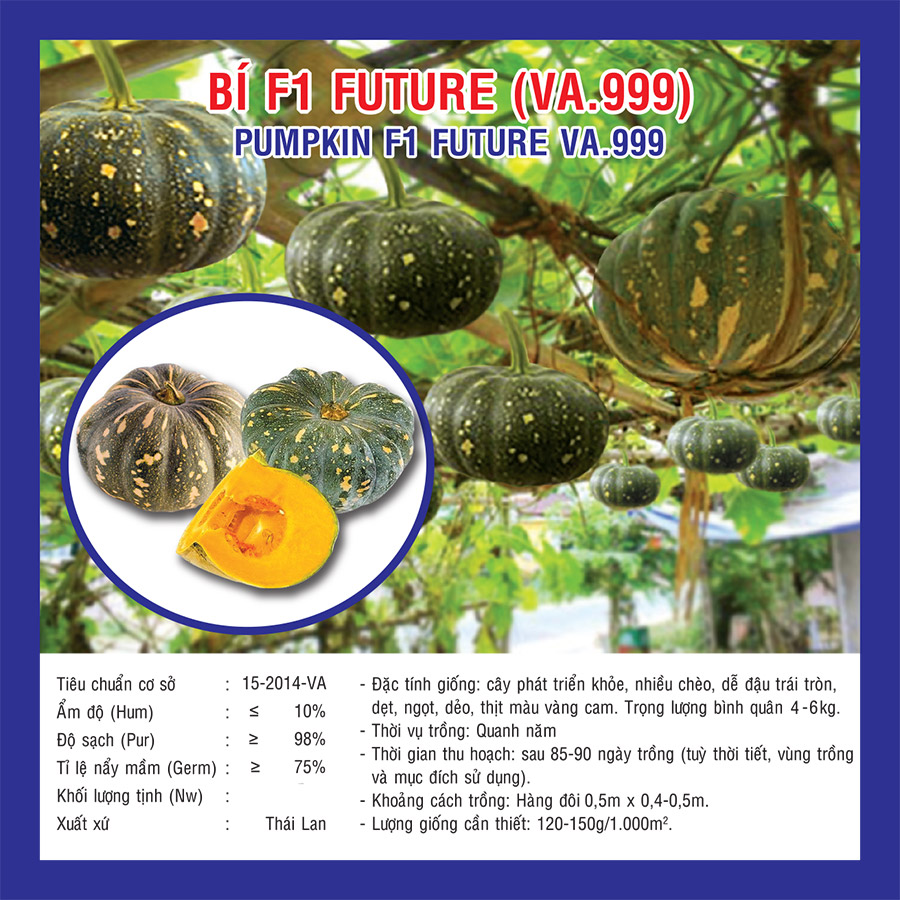 BÍ F1 FUTURE (VA.999)
PUMPKIN F1 FUTURE VA.999
Tiêu chuẩn cơ sở : 15-2014-VA
Ẩm độ (Hum) : ≤ 10%
Độ sạch (Pur) : ≥ 98%
Tỉ lệ nẩy mầm (Germ) : ≥ 75%
Khối lượng tịnh (Nw) :
Xuất xứ : Thái Lan
- Đặc tính giống: cây phát triển khỏe, nhiều chèo, dễ đậu trái tròn,
dẹt, ngọt, dẻo, thịt màu vàng cam. Trọng lượng bình quân 4-6kg.
- Thời vụ trồng: Quanh năm
- Thời gian thu hoạch: sau 85-90 ngày trồng (tuỳ thời tiết, vùng trồng
và mục đích sử dụng).
- Khoảng cách trồng: Hàng đôi 0,5m x 0,4-0,5m.
- Lượng giống cần thiết: 120-150g/1.000m².